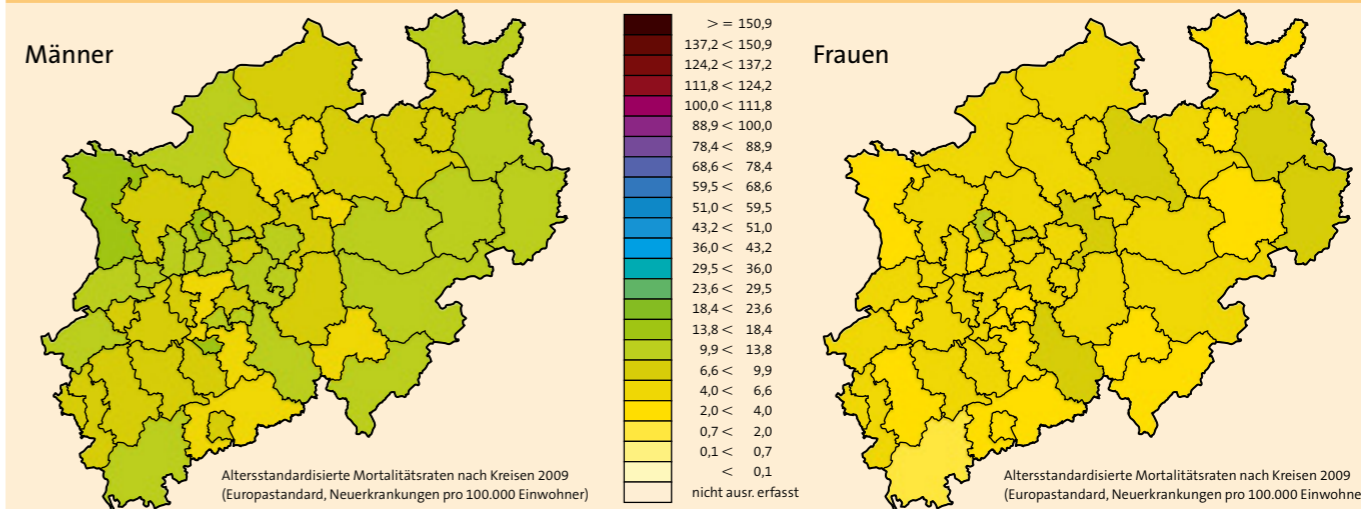 Männer
> = 150,9
137,2 < 150,9
124,2 < 137,2
111,8 < 124,2
100,0 < 111,8
88,9 < 100,0
78,4 < 88,9
68,6 < 78,4
59,5 < 68,6
51,0 < 59,5
43,2 < 51,0
36,0 < 43,2
29,5 < 36,0
23,6 < 29,5
18,4 < 23,6
13,8 < 18,4
9,9 < 13,8
6,6 < 9,9
4,0 < 6,6
2,0 < 4,0
0,7 < 2,0
0,1 < 0,7
< 0,1
nicht ausr. erfasst
Altersstandardisierte Mortalitätsraten nach Kreisen 2009
(Europastandard, Neuerkrankungen pro 100.000 Einwohner)
Frauen
Altersstandardisierte Mortalitätsraten nach Kreisen 2009
(Europastandard, Neuerkrankungen pro 100.000 Einwohne